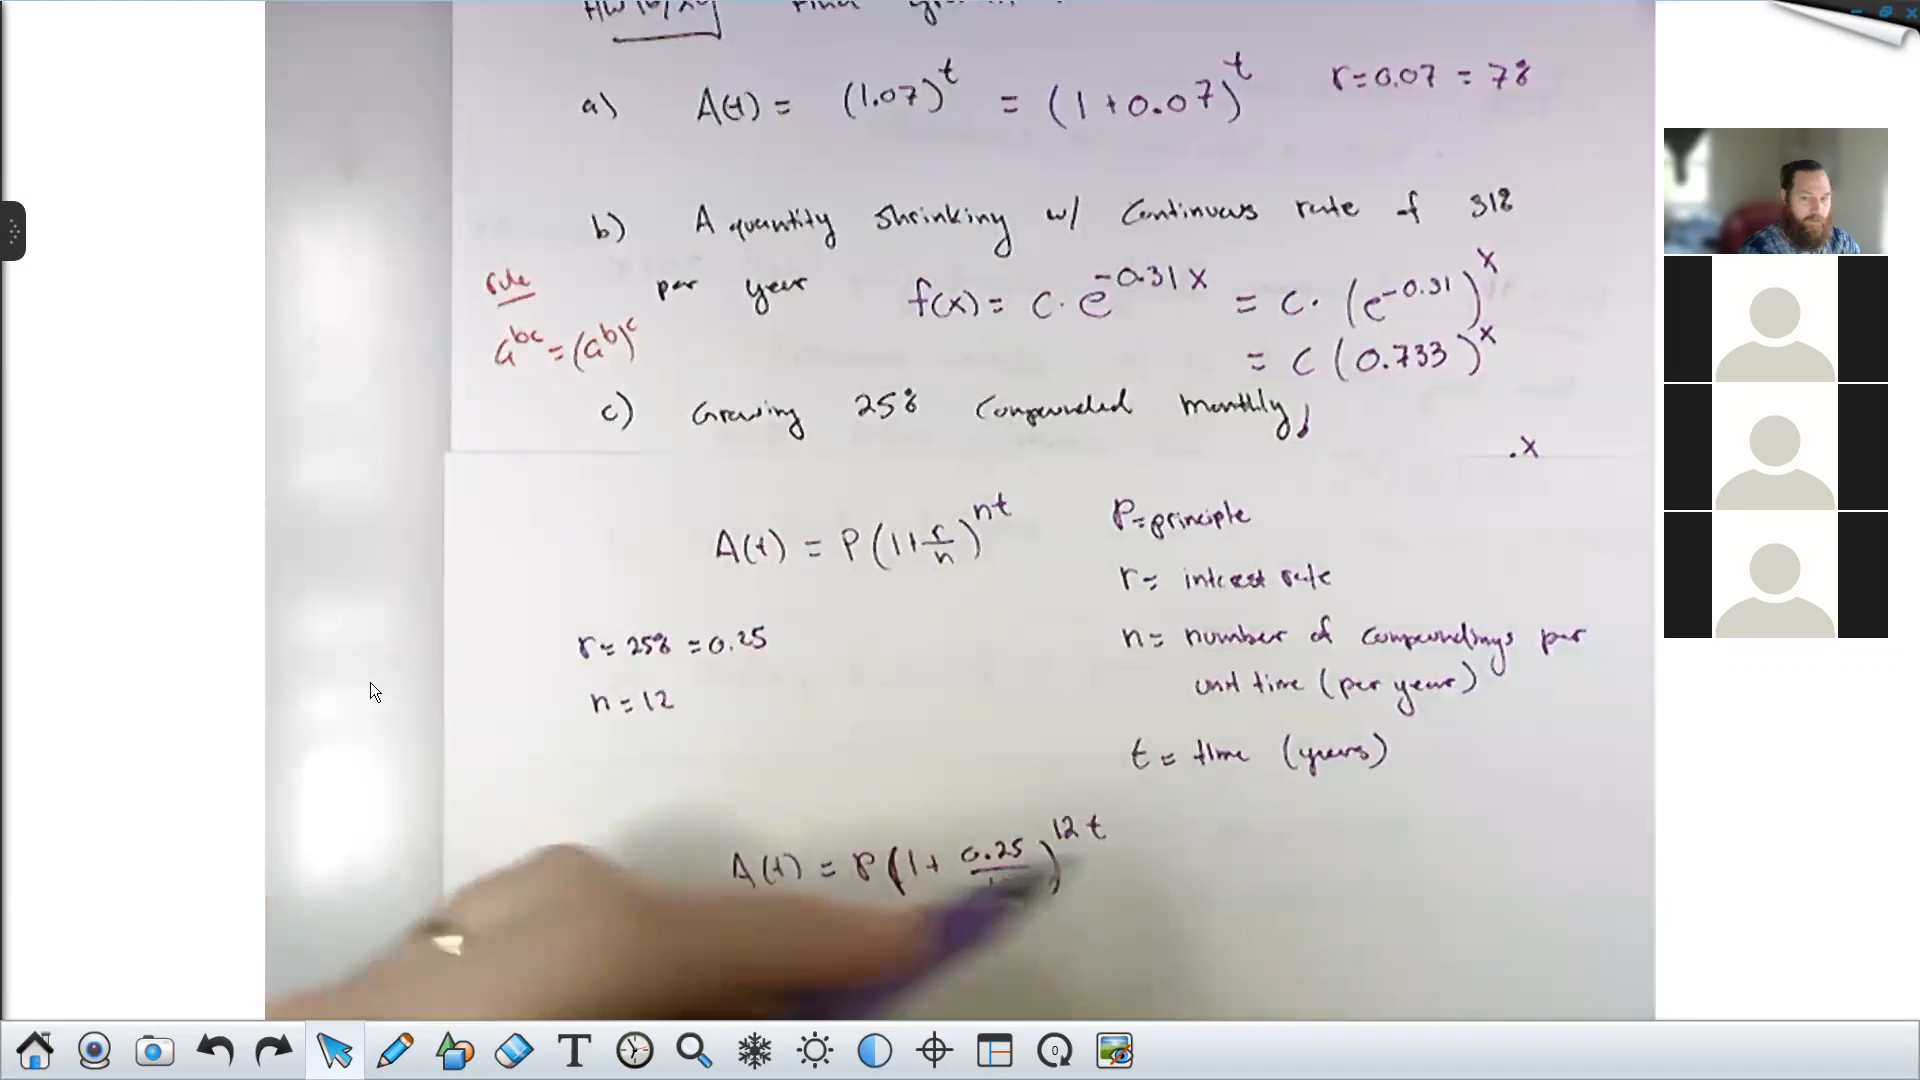 Find
a) A(t) = (1.07)^t = (1+0.07)^t r=0.07 = 7%
b) A quantity shrinking w/ continuous rate of 31%
per year f(x) = C·e^-0.31x = C·(e^-0.31)^x
rule
a^bc = (a^b)^c
= C(0.733)^x
c) Growing 25% compounded monthly,
.x
A(t) = P(1+r/n)^nt
P=principle
r= interest rate
r= 25% = 0.25
n= number of compoundings per
unit time (per year)
n=12
t= time (years)
A(t) = P(1+ 0.25/ )^12t
T
0